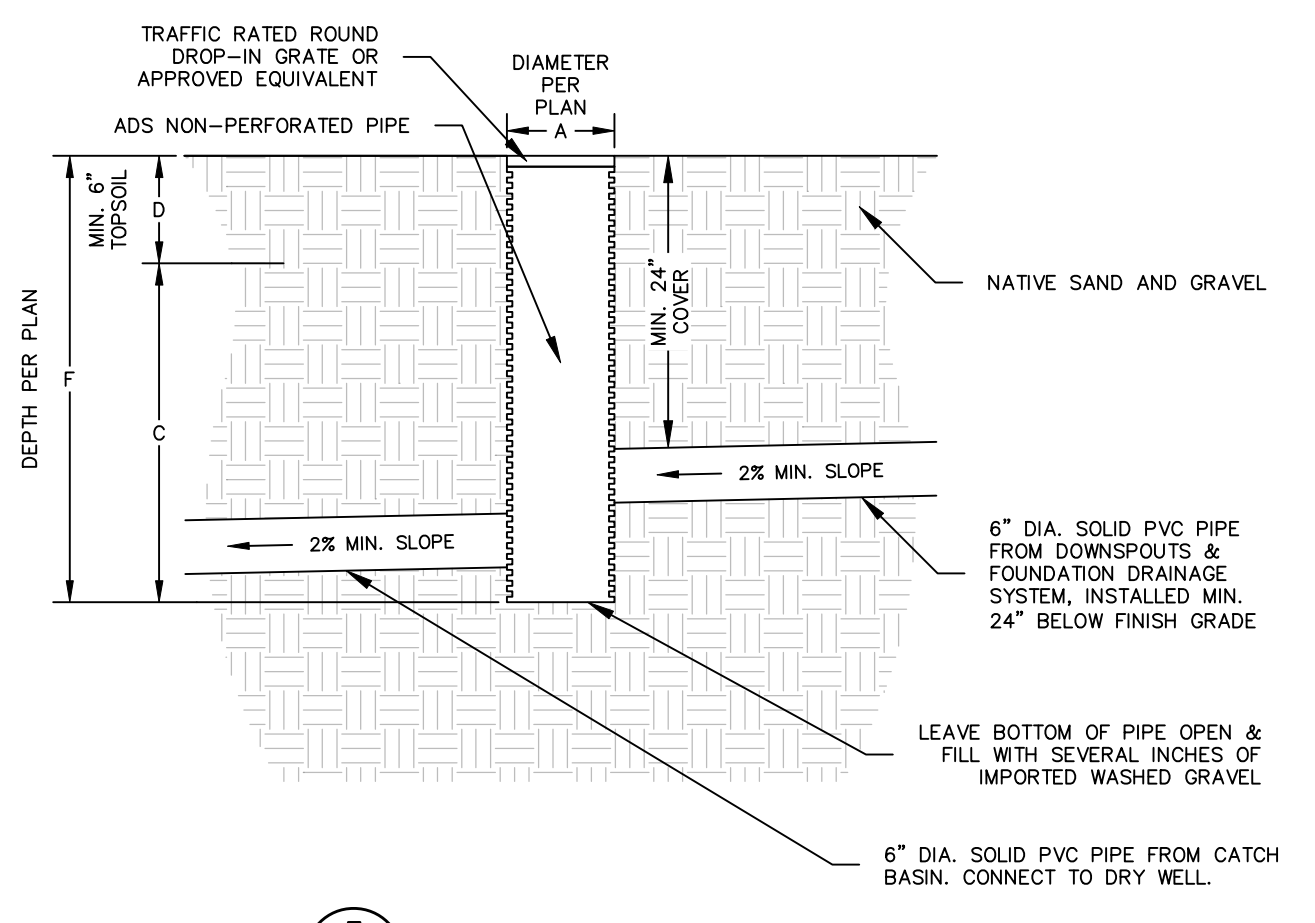 TRAFFIC RATED ROUND
DROP-IN GRATE OR
APPROVED EQUIVALENT
DIAMETER
PER
PLAN
A
ADS NON-PERFORATED PIPE
MIN. 6"
TOPSOIL
D
MIN. 24"
COVER
NATIVE SAND AND GRAVEL
DEPTH PER PLAN
F
C
2% MIN. SLOPE
2% MIN. SLOPE
6" DIA. SOLID PVC PIPE
FROM DOWNSPOUTS &
FOUNDATION DRAINAGE
SYSTEM, INSTALLED MIN.
24" BELOW FINISH GRADE
LEAVE BOTTOM OF PIPE OPEN &
FILL WITH SEVERAL INCHES OF
IMPORTED WASHED GRAVEL
6" DIA. SOLID PVC PIPE FROM CATCH
BASIN. CONNECT TO DRY WELL.